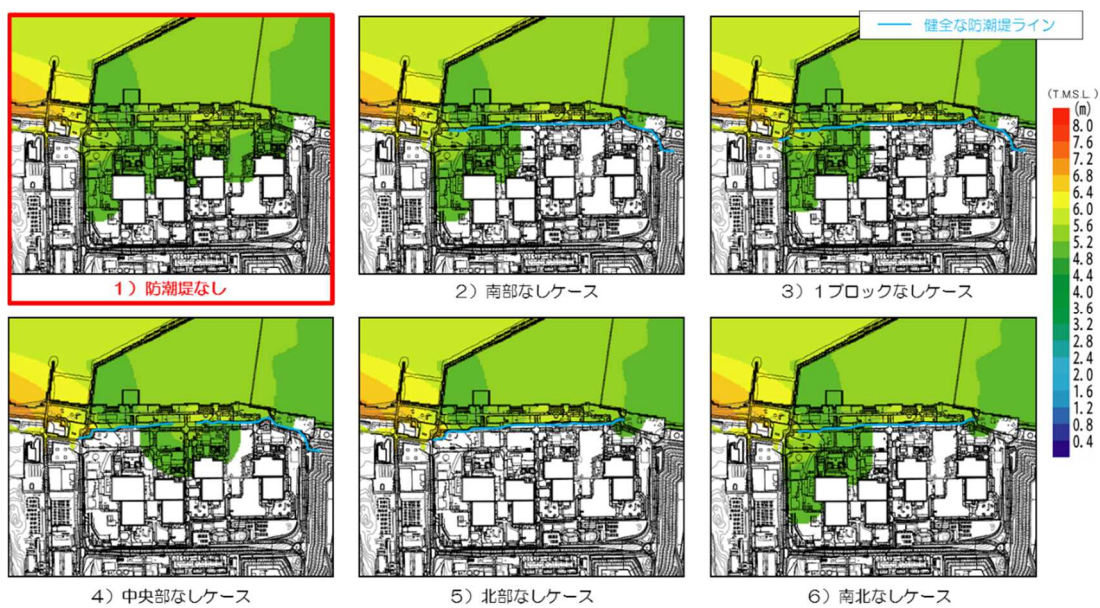 健全な防潮堤ライン
(T.M.S.L.)
(m)
8.0
7.6
7.2
6.8
6.4
6.0
5.6
5.2
4.8
4.4
4.0
3.6
3.2
2.8
2.4
2.0
1.6
1.2
0.8
0.4
1）防潮堤なし
2）南部なしケース
3）1ブロックなしケース
4）中央部なしケース
5）北部なしケース
6）南北なしケース